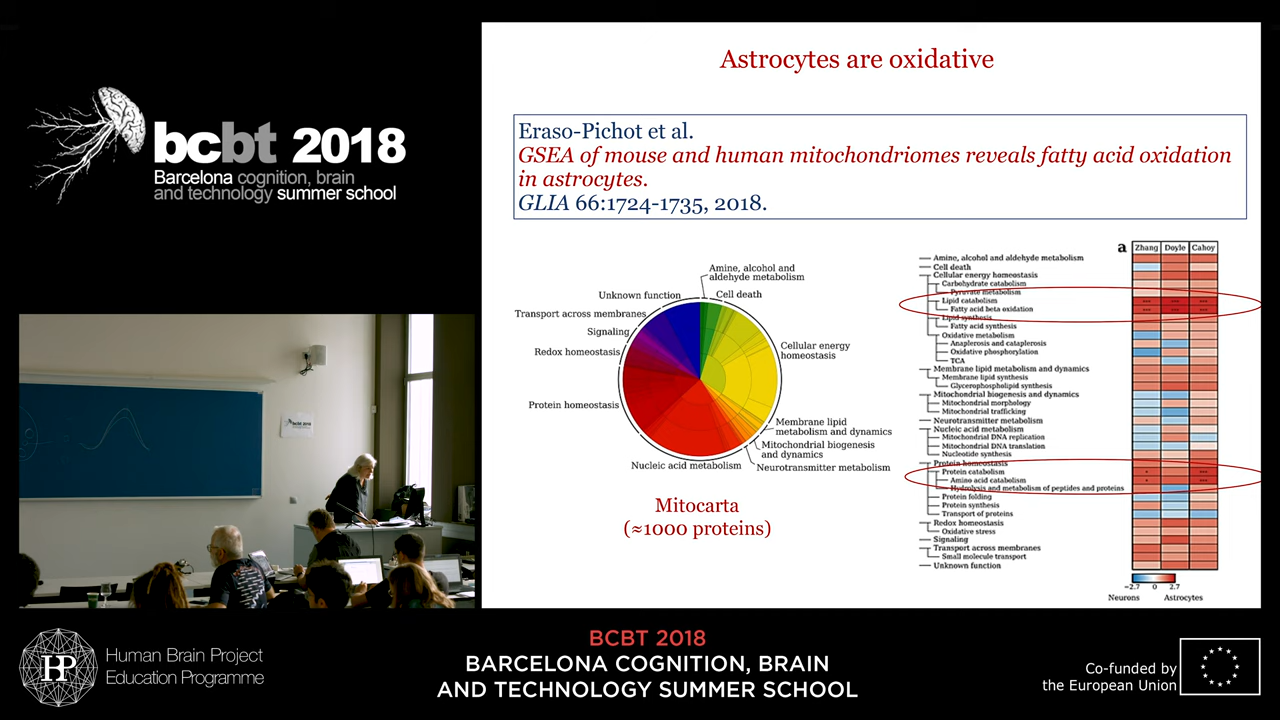 bcbt 2018
Barcelona cognition, brain
and technology summer school
Astrocytes are oxidative
Eraso-Pichot et al.
GSEA of mouse and human mitochondriomes reveals fatty acid oxidation
in astrocytes.
GLIA 66:1724-1735, 2018.
Amine, alcohol and
aldehyde metabolism
Cell death
Unknown function
Transport across membranes
Signaling
Redox homeostasis
Protein homeostasis
Nucleic acid metabolism
Cellular energy
homeostasis
Membrane lipid
metabolism and dynamics
Mitochondrial biogenesis
and dynamics
Neurotransmitter metabolism
Mitocarta
(≈1000 proteins)
a
Zhang Doyle Cahoy
Amine, alcohol and aldehyde metabolism
Cell death
Cellular energy homeostasis
Carbohydrate catabolism
Pyruvate metabolism
Lipid catabolism
Fatty acid beta oxidation
Lipid synthesis
Fatty acid synthesis
Oxidative metabolism
Anaplerosis and cataplerosis
Oxidative phosphorylation
TCA
Membrane lipid metabolism and dynamics
Membrane lipid synthesis
Glycerophospholipid synthesis
Mitochondrial biogenesis and dynamics
Mitochondrial morphology
Mitochondrial trafficking
Neurotransmitter metabolism
Nucleic acid metabolism
Mitochondrial DNA replication
Mitochondrial DNA translation
Nucleotide synthesis
Protein homeostasis
Protein catabolism
Amino acid catabolism
Hydrolysis and metabolism of peptides and proteins
Protein folding
Protein synthesis
Transport of proteins
Redox homeostasis
Oxidative stress
Signaling
Transport across membranes
Small molecule transport
Unknown function
−2.7 0 2.7
Neurons Astrocytes
bcbt 2018
HP
Human Brain Project
Education Programme
BCBT 2018
BARCELONA COGNITION, BRAIN
AND TECHNOLOGY SUMMER SCHOOL
Co-funded by
the European Union